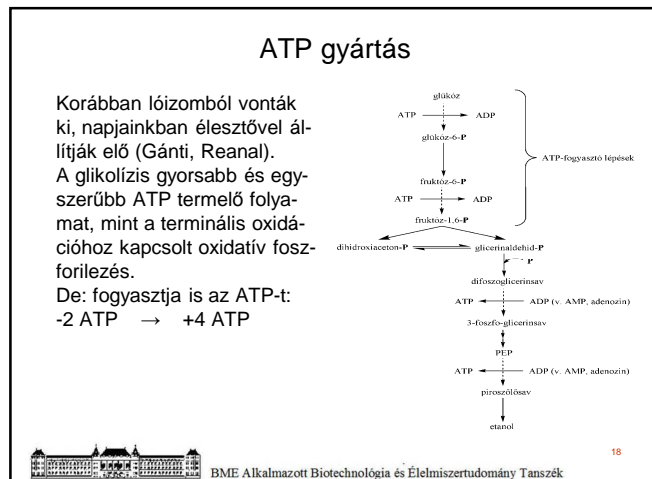 ATP gyártás
Korábban lóizomból vonták
ki, napjainkban élesztővel ál-
lítják elő (Gánti, Reanal).
A glikolízis gyorsabb és egy-
szerűbb ATP termelő folya-
mat, mint a terminális oxidá-
cióhoz kapcsolt oxidatív fosz-
forilezés.
De: fogyasztja is az ATP-t:
-2 ATP → +4 ATP
glükóz
ATP ADP
glükóz-6-P
ATP-fogyasztó lépések
fruktóz-6-P
ATP ADP
fruktóz-1,6-P
dihidroxiaceton-P glicerinaldehid-P
P
difoszfoglicerinsav
ATP ADP (v. AMP, adenozin)
3-foszfo-glicerinsav
PEP
ATP ADP (v. AMP, adenozin)
piroszőlősav
etanol
18
BME Alkalmazott Biotechnológia és Élelmiszertudomány Tanszék